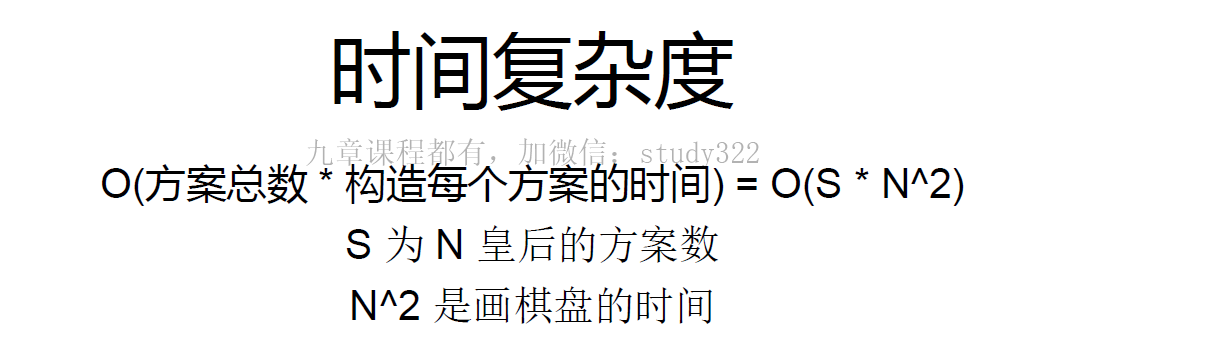 时间复杂度
九章课程都有，加微信：study322
O(方案总数 * 构造每个方案的时间) = O(S * N^2)
S 为 N 皇后的方案数
N^2 是画棋盘的时间